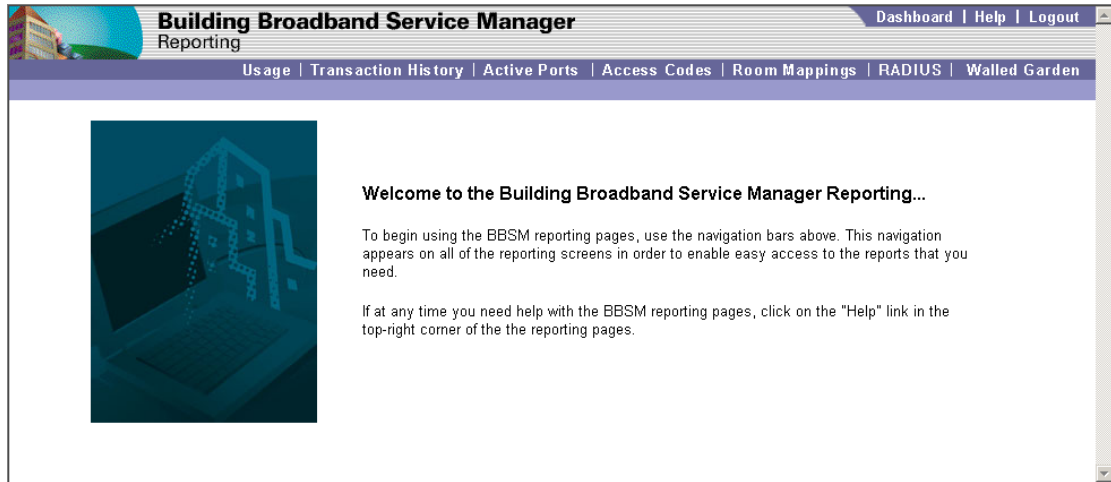 Building Broadband Service Manager
Reporting
Dashboard | Help | Logout
Usage | Transaction History | Active Ports | Access Codes | Room Mappings | RADIUS | Walled Garden
Welcome to the Building Broadband Service Manager Reporting...
To begin using the BBSM reporting pages, use the navigation bars above. This navigation
appears on all of the reporting screens in order to enable easy access to the reports that you
need.
If at any time you need help with the BBSM reporting pages, click on the "Help" link in the
top-right corner of the the reporting pages.